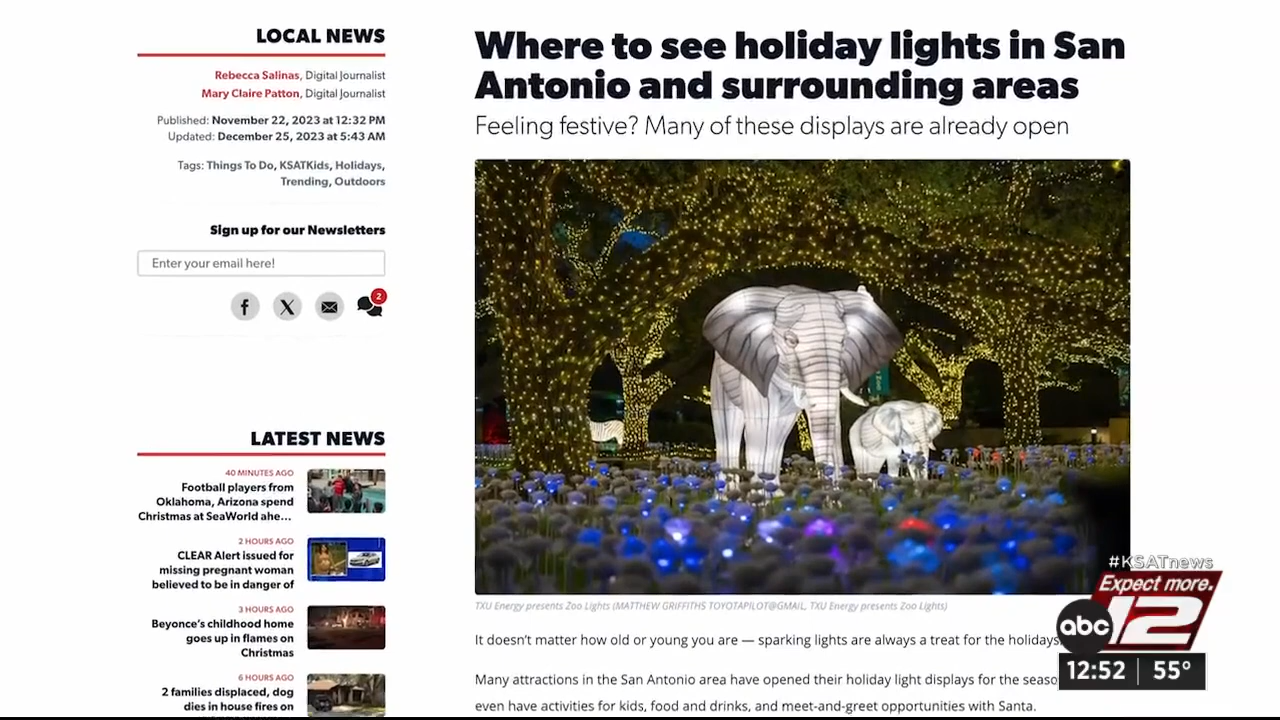 LOCAL NEWS
Rebecca Salinas, Digital Journalist
Mary Claire Patton, Digital Journalist
Published: November 22, 2023 at 12:32 PM
Updated: December 25, 2023 at 5:43 AM
Tags: Things To Do, KSATKids, Holidays,
Trending, Outdoors
Sign up for our Newsletters
Enter your email here!
2
LATEST NEWS
40 MINUTES AGO
Football players from
Oklahoma, Arizona spend
Christmas at SeaWorld ahe...
2 HOURS AGO
CLEAR Alert issued for
missing pregnant woman
believed to be in danger of
3 HOURS AGO
Beyonce's childhood home
goes up in flames on
Christmas
6 HOURS AGO
2 families displaced, dog
dies in house fires on
Where to see holiday lights in San
Antonio and surrounding areas
Feeling festive? Many of these displays are already open
TXU Energy presents Zoo Lights (MATTHEW GRIFFITHS TOYOTAPILOT@GMAIL, TXU Energy presents Zoo Lights)
It doesn't matter how old or young you are — sparking lights are always a treat for the holidays.
Many attractions in the San Antonio area have opened their holiday light displays for the seaso
even have activities for kids, food and drinks, and meet-and-greet opportunities with Santa.
#KSATnews
Expect more.
abc 12
12:52 55°